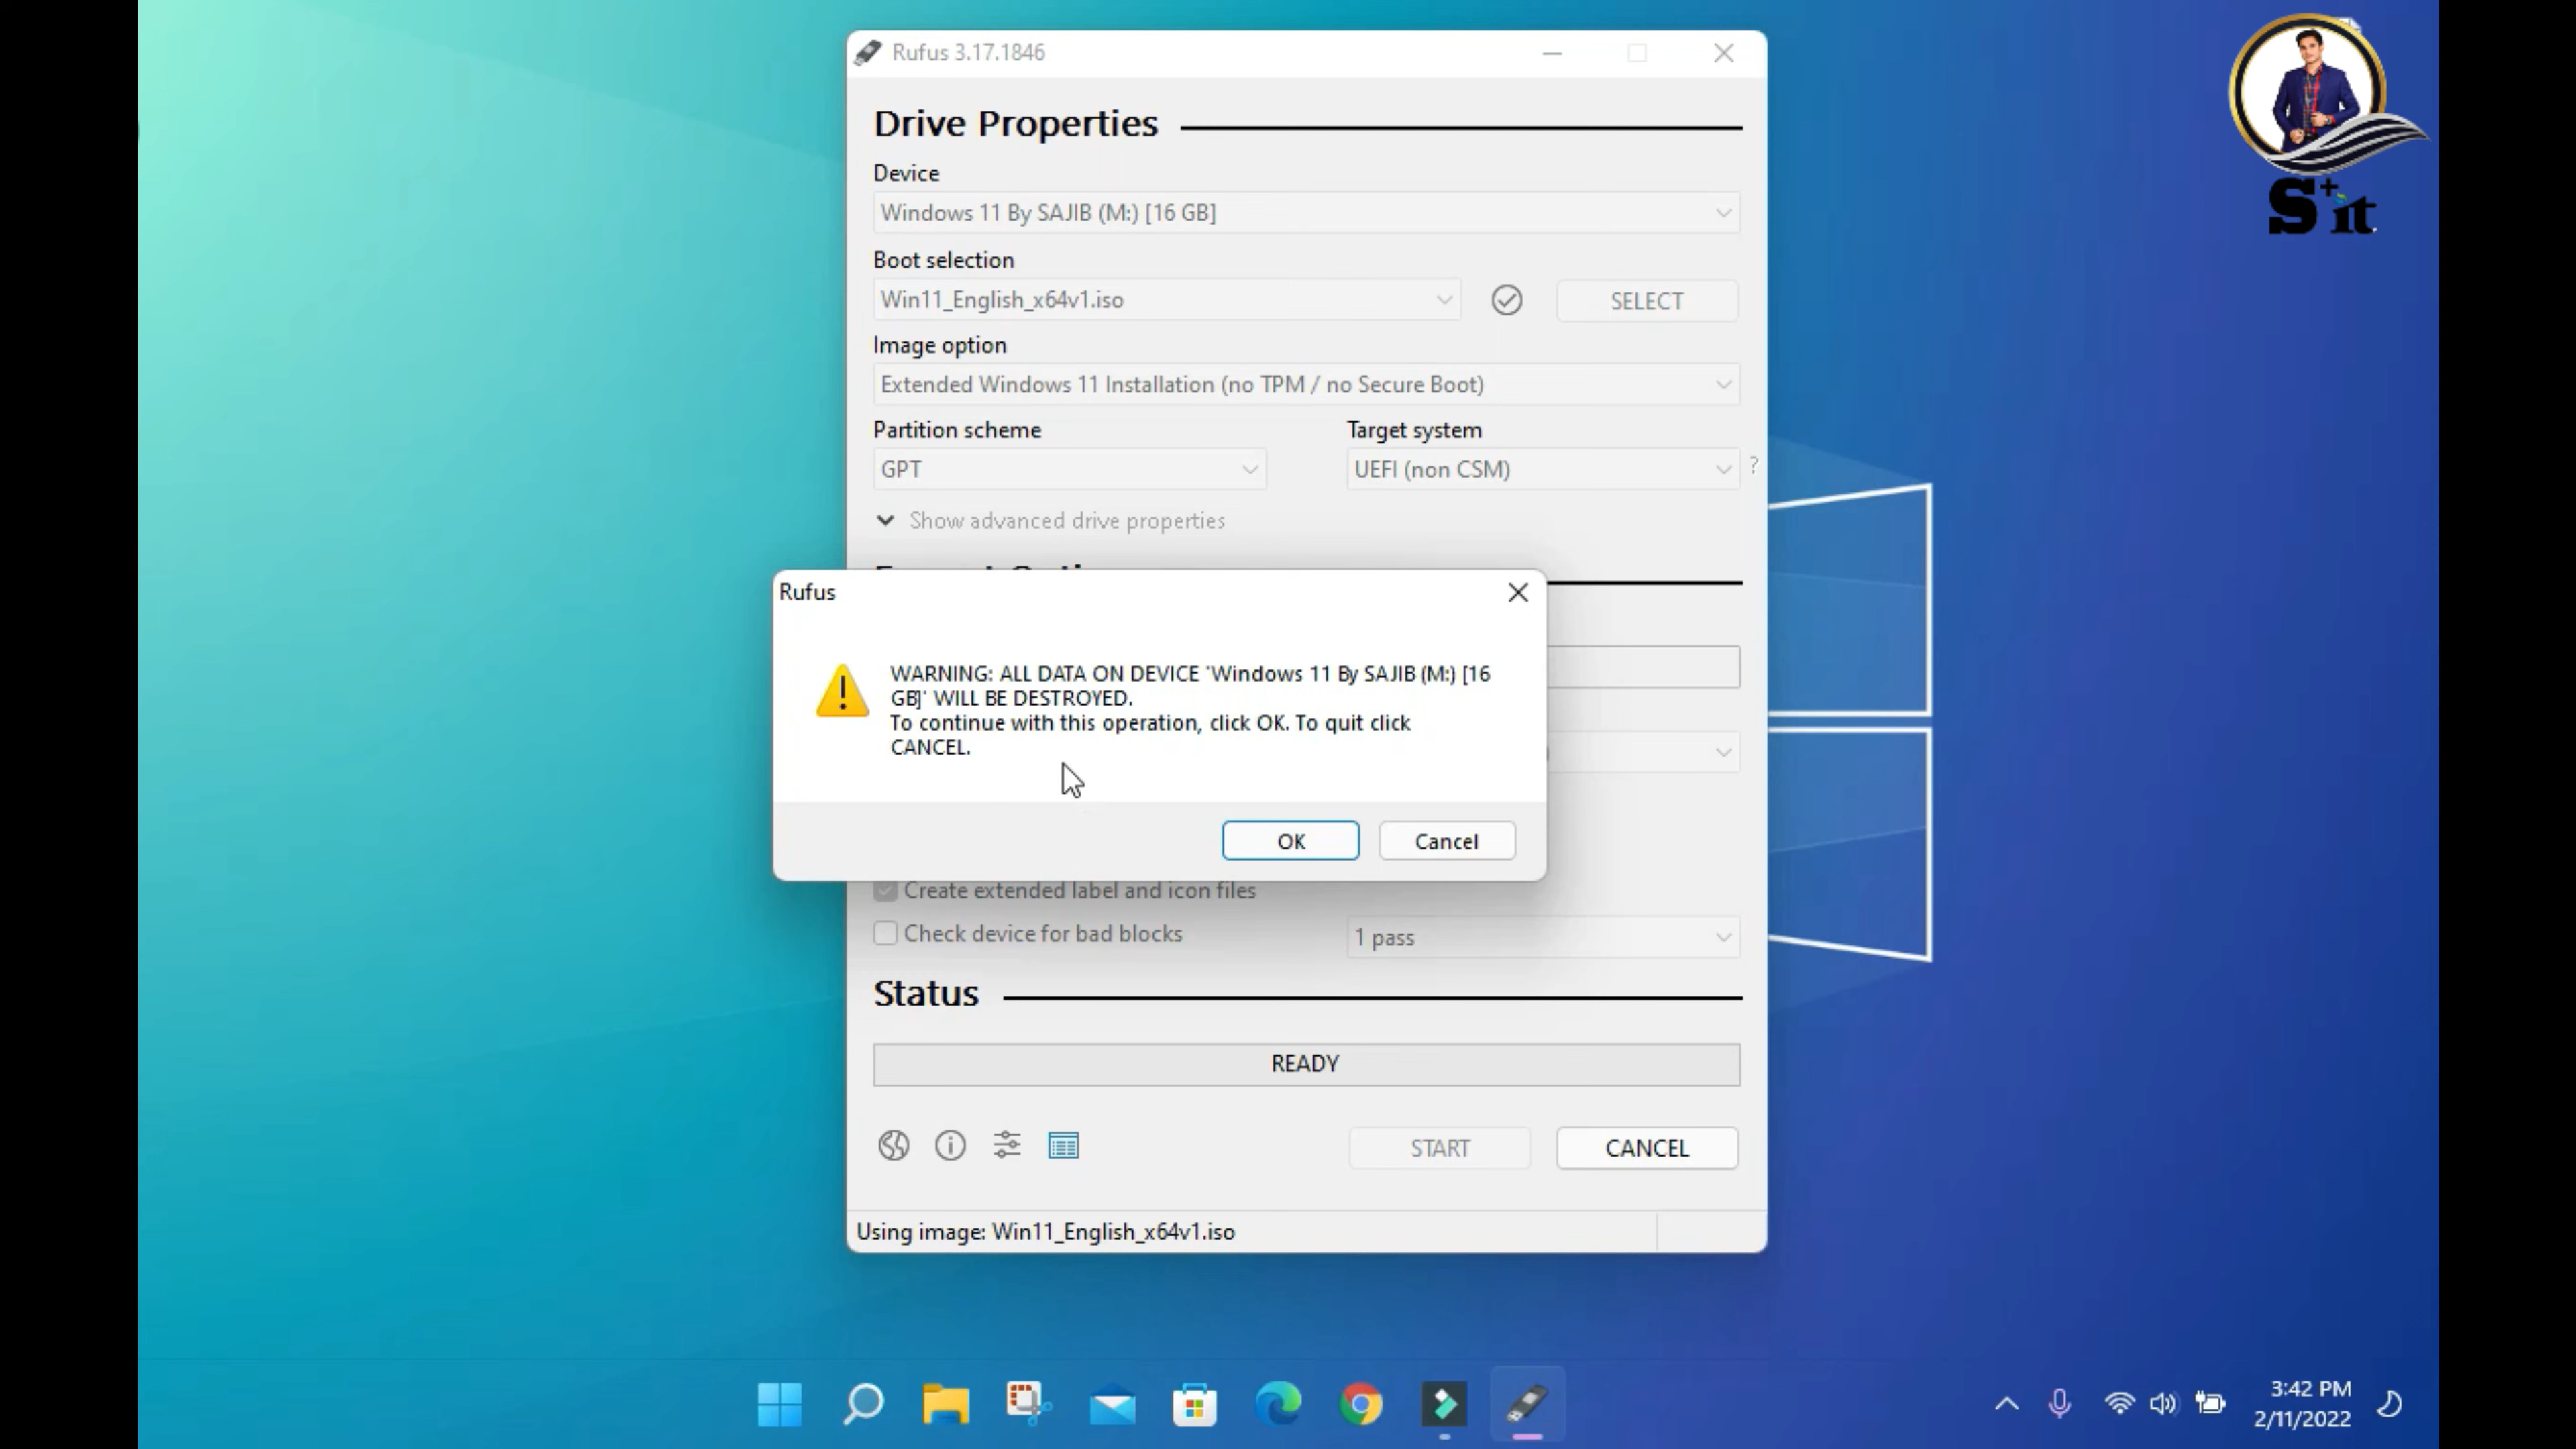 Rufus 3.17.1846
S+it
Drive Properties
Device
Windows 11 By SAJIB (M:) [16 GB]
Boot selection
Win11_English_x64v1.iso
SELECT
Image option
Extended Windows 11 Installation (no TPM / no Secure Boot)
Partition scheme
Target system
GPT
UEFI (non CSM)
?
Show advanced drive properties
Rufus
WARNING: ALL DATA ON DEVICE 'Windows 11 By SAJIB (M:) [16
GB]' WILL BE DESTROYED.
To continue with this operation, click OK. To quit click
CANCEL.
OK
Cancel
Create extended label and icon files
Check device for bad blocks
1 pass
Status
READY
START
CANCEL
Using image: Win11_English_x64v1.iso
3:42 PM
2/11/2022